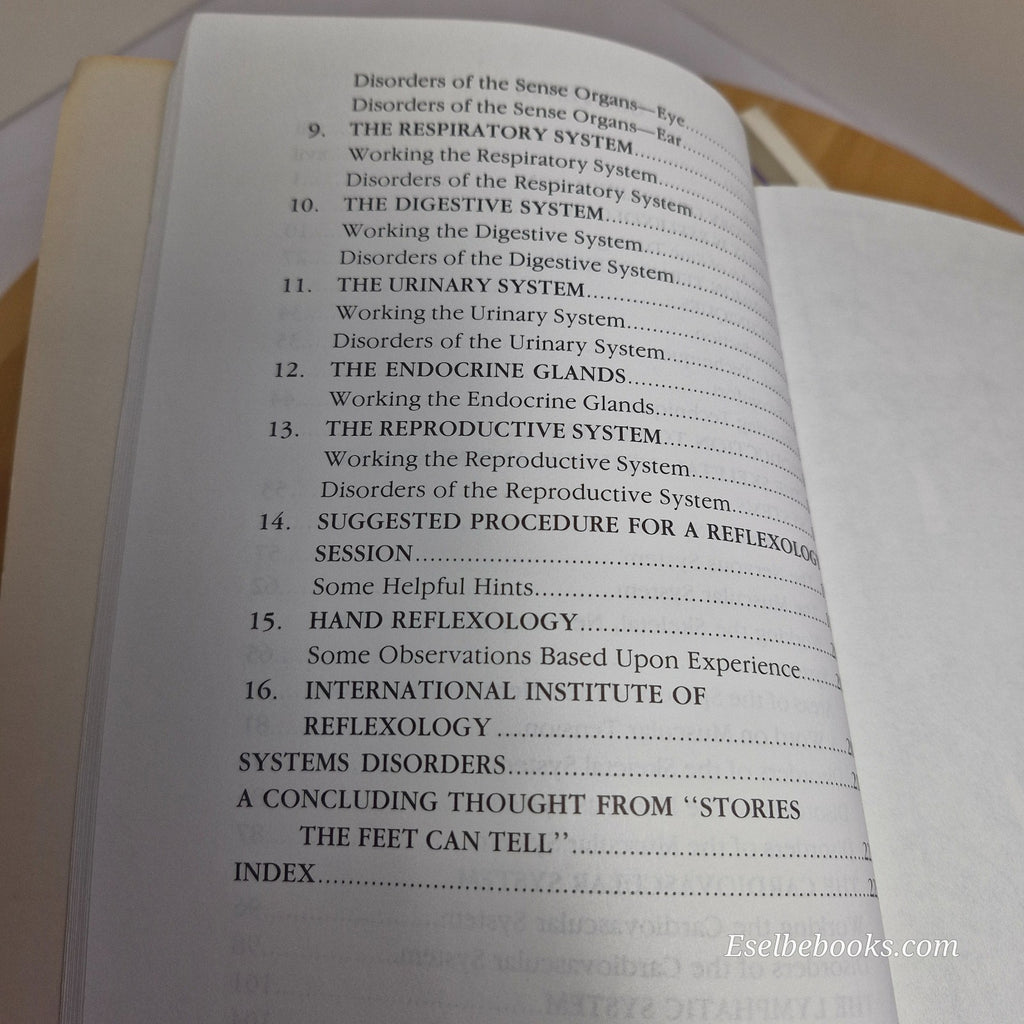 Disorders of the Sense Organs—Eye........
Disorders of the Sense Organs—Ear........
9. THE RESPIRATORY SYSTEM....................
Working the Respiratory System................
Disorders of the Respiratory System..........
10. THE DIGESTIVE SYSTEM..........................
Working the Digestive System....................
Disorders of the Digestive System..............
11. THE URINARY SYSTEM............................
Working the Urinary System......................
Disorders of the Urinary System................
12. THE ENDOCRINE GLANDS........................
Working the Endocrine Glands..................
13. THE REPRODUCTIVE SYSTEM..................
Working the Reproductive System..............
Disorders of the Reproductive System........
14. SUGGESTED PROCEDURE FOR A REFLEXOLOG
SESSION..................................................
Some Helpful Hints..................................
15. HAND REFLEXOLOGY..............................
Some Observations Based Upon Experience......
16. INTERNATIONAL INSTITUTE OF
REFLEXOLOGY........................................
SYSTEMS DISORDERS..................................
A CONCLUDING THOUGHT FROM “STORIES
THE FEET CAN TELL”..............................
INDEX........................................................
Eselbebooks.com